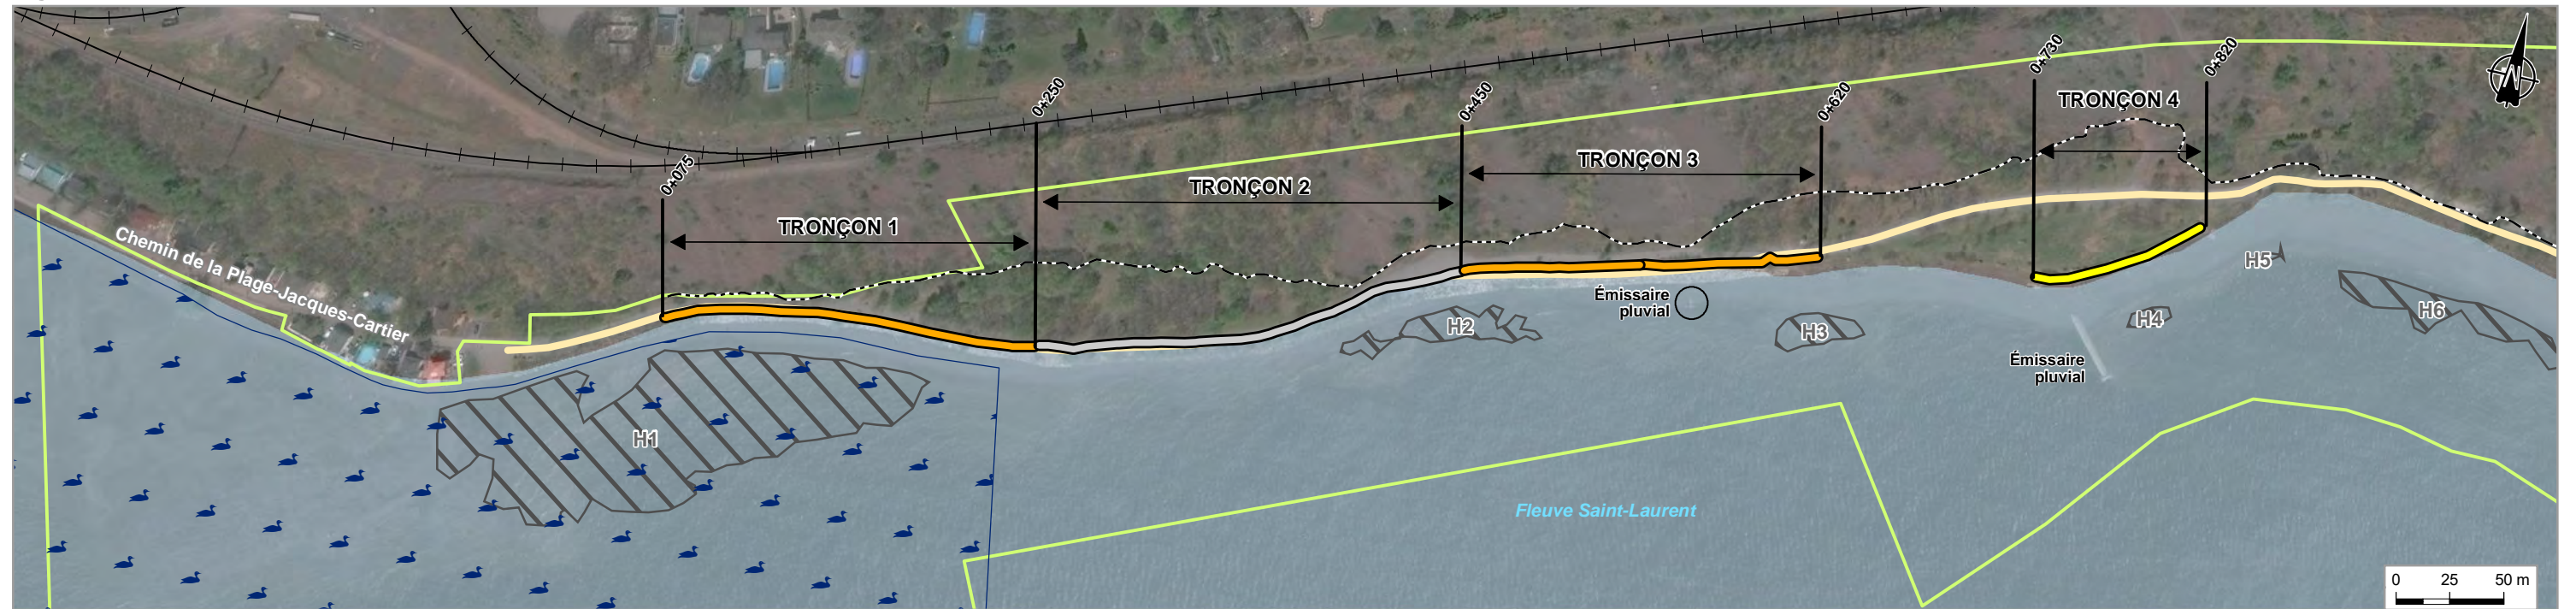 0+075
0+250
0+450
0+620
0+730
0+820
N
TRONÇON 1
TRONÇON 2
TRONÇON 3
TRONÇON 4
Chemin de la Plage-Jacques-Cartier
Émissaire
pluvial
Émissaire
pluvial
H1
H2
H3
H4
H5
H6
Fleuve Saint-Laurent
0 25 50 m